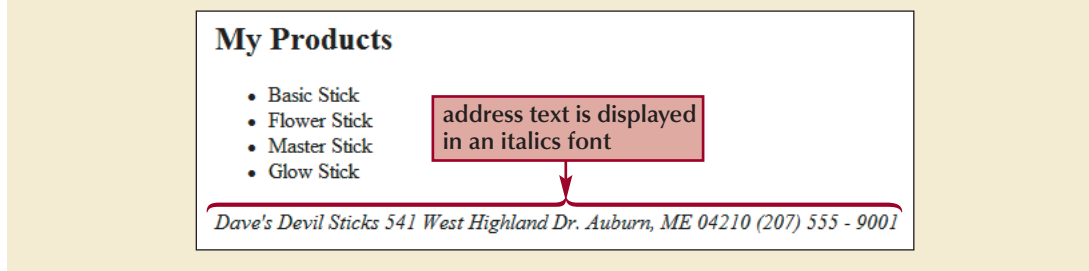 My Products
• Basic Stick
• Flower Stick
• Master Stick
• Glow Stick
address text is displayed
in an italics font
Dave's Devil Sticks 541 West Highland Dr. Auburn, ME 04210 (207) 555 - 9001